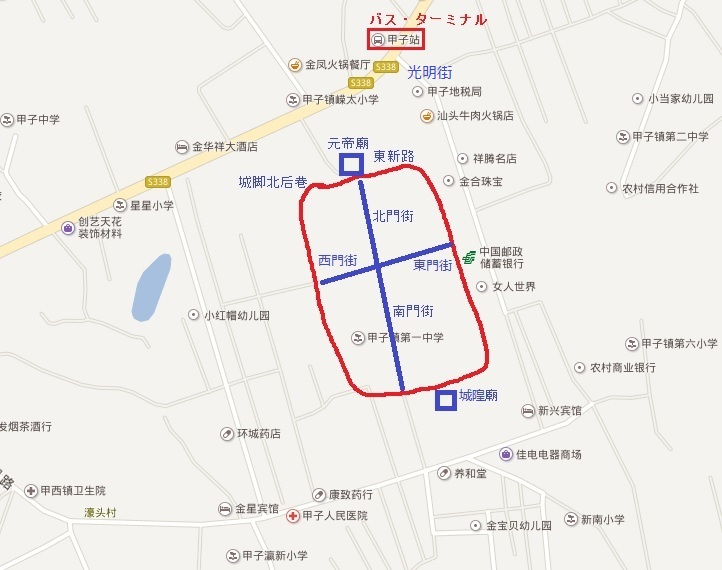 バス・ターミナル
甲子站
金凤火锅餐厅
S338
光明街
S338
甲子地税局
甲子镇嵘太小学
小当家幼儿园
甲子中学
汕头牛肉火锅店
甲子镇第二中学
金华祥大酒店
元帝廟
東新路
祥腾名店
S338
城脚北后巷
金合珠宝
农村信用合作社
星星小学
北門街
创艺天花
装饰材料
西門街
東門街
中国邮政
储蓄银行
女人世界
小红帽幼儿园
南門街
甲子镇第一中学
甲子镇第六小学
农村商业银行
城隍廟
新兴宾馆
发烟茶酒行
环城药店
佳电电器商场
养和堂
路
甲西镇卫生院
康致药行
濠头村
金星宾馆
甲子人民医院
金宝贝幼儿园
新南小学
甲子瀛新小学